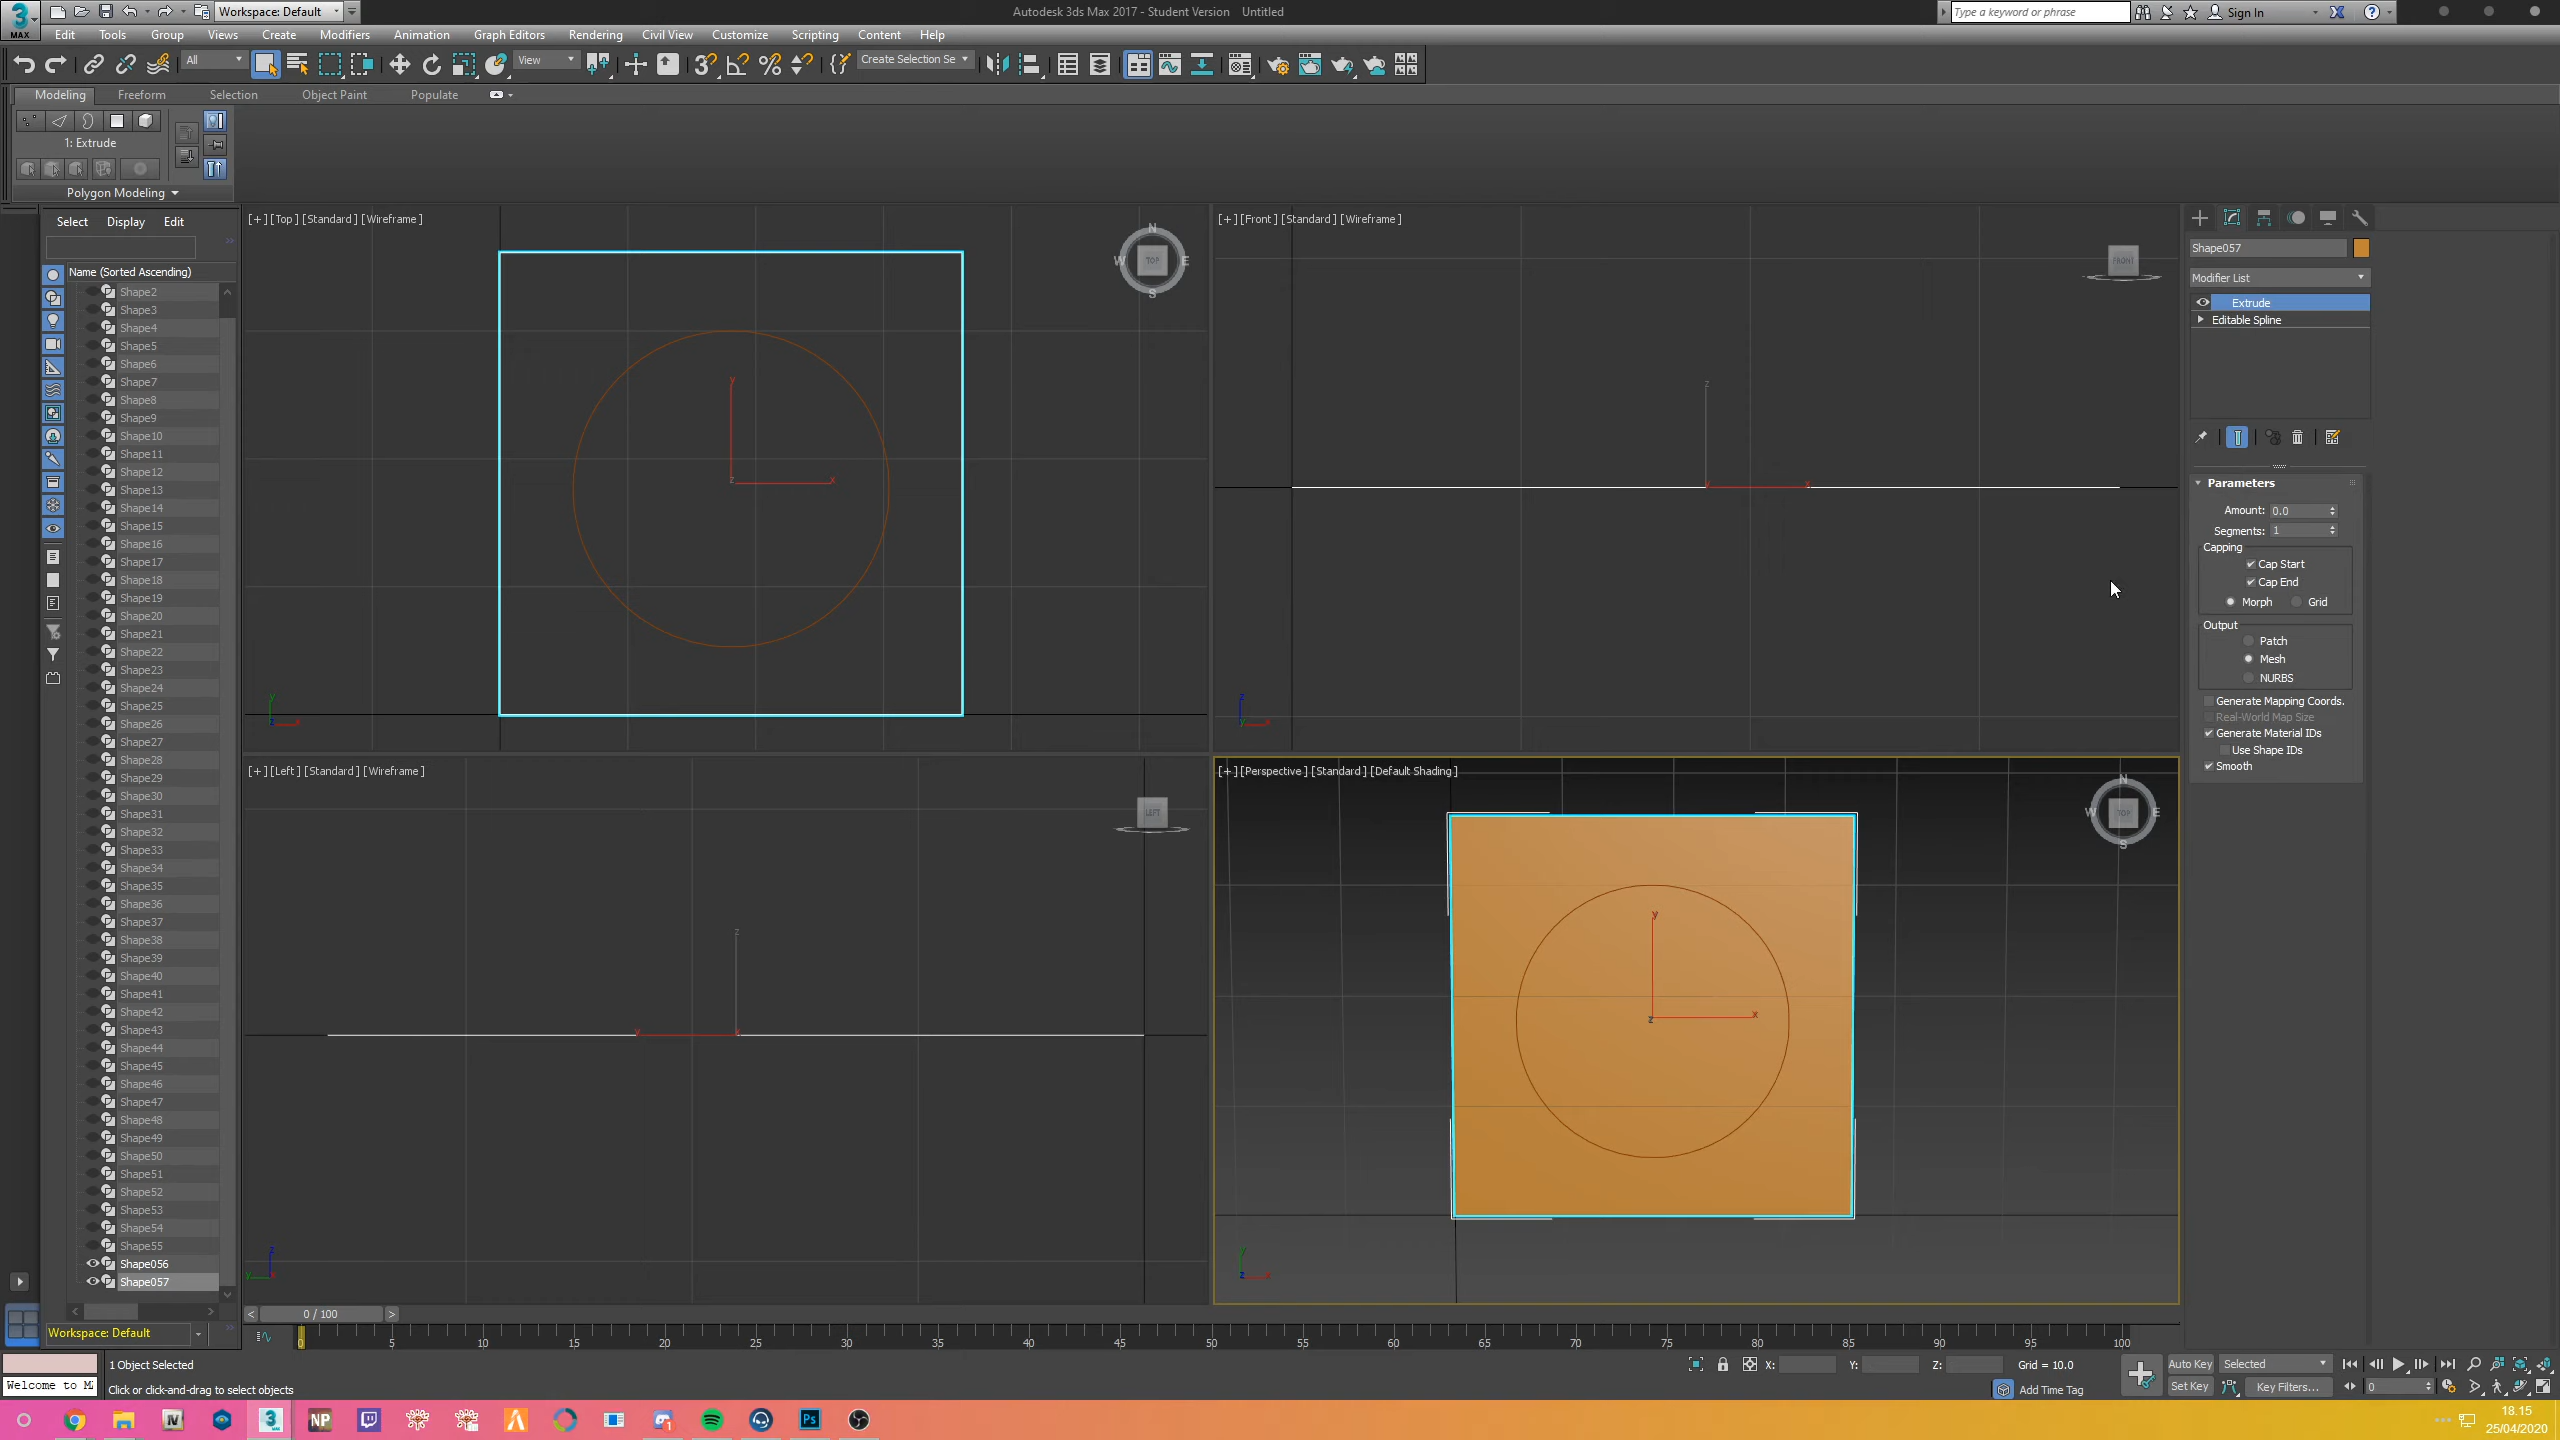 Workspace: Default
Autodesk 3ds Max 2017 - Student Version    Untitled
Type a keyword or phrase
Sign In
MAX
Edit Tools Group Views Create Modifiers Animation Graph Editors Rendering Civil View Customize Scripting Content Help
All
View
Create Selection Se
Modeling Freeform Selection Object Paint Populate
1: Extrude
Polygon Modeling
Select Display Edit
Name (Sorted Ascending)
Shape2
Shape3
Shape4
Shape5
Shape6
Shape7
Shape8
Shape9
Shape10
Shape11
Shape12
Shape13
Shape14
Shape15
Shape16
Shape17
Shape18
Shape19
Shape20
Shape21
Shape22
Shape23
Shape24
Shape25
Shape26
Shape27
Shape28
Shape29
Shape30
Shape31
Shape32
Shape33
Shape34
Shape35
Shape36
Shape37
Shape38
Shape39
Shape40
Shape41
Shape42
Shape43
Shape44
Shape45
Shape46
Shape47
Shape48
Shape49
Shape50
Shape51
Shape52
Shape53
Shape54
Shape55
Shape056
Shape057
Workspace: Default
[+] [Top] [Standard] [Wireframe]
N
W TOP E
S
y
z x
y
z x
[+] [Front] [Standard] [Wireframe]
FRONT
z
y x
z
y x
[+] [Left] [Standard] [Wireframe]
LEFT
z
y x
z
y x
[+] [Perspective] [Standard] [Default Shading]
N
W TOP E
S
y
z x
y
z x
Shape057
Modifier List
Extrude
Editable Spline
Parameters
Amount: 0.0
Segments: 1
Capping
Cap Start
Cap End
Morph Grid
Output
Patch
Mesh
NURBS
Generate Mapping Coords.
Real-World Map Size
Generate Material IDs
Use Shape IDs
Smooth
< 0 / 100 >
0 5 10 15 20 25 30 35 40 45 50 55 60 65 70 75 80 85 90 95 100
1 Object Selected
X: Y: Z: Grid = 10.0
Auto Key Selected
Welcome to M
Click or click-and-drag to select objects
Add Time Tag
Set Key Key Filters... 0
NP
Ps
18.15
25/04/2020